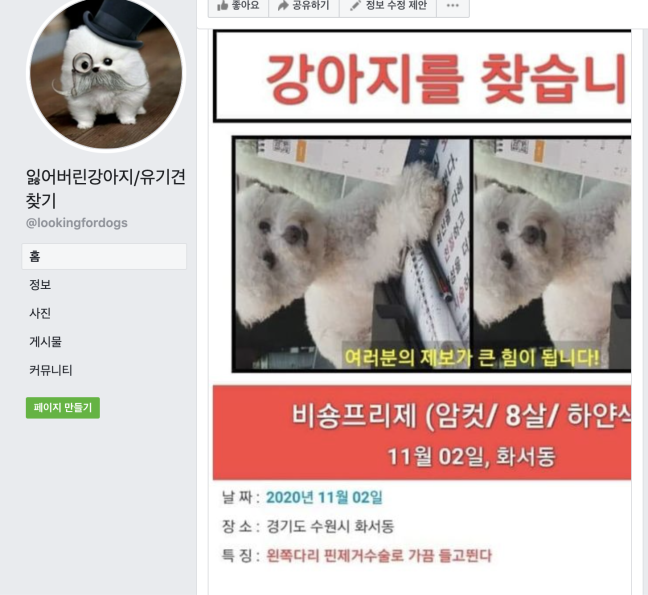 좋아요 공유하기 정보 수정 제안 ...
잃어버린강아지/유기견
찾기
@lookingfordogs
홈
정보
사진
게시물
커뮤니티
페이지 만들기
강아지를 찾습니
여러분의 제보가 큰 힘이 됩니다!
비숑프리제 (암컷/ 8살/ 하얀색
11월 02일, 화서동
날 짜 : 2020년 11월 02일
장 소 : 경기도 수원시 화서동
특 징 : 왼쪽다리 핀제거수술로 가끔 들고뛴다